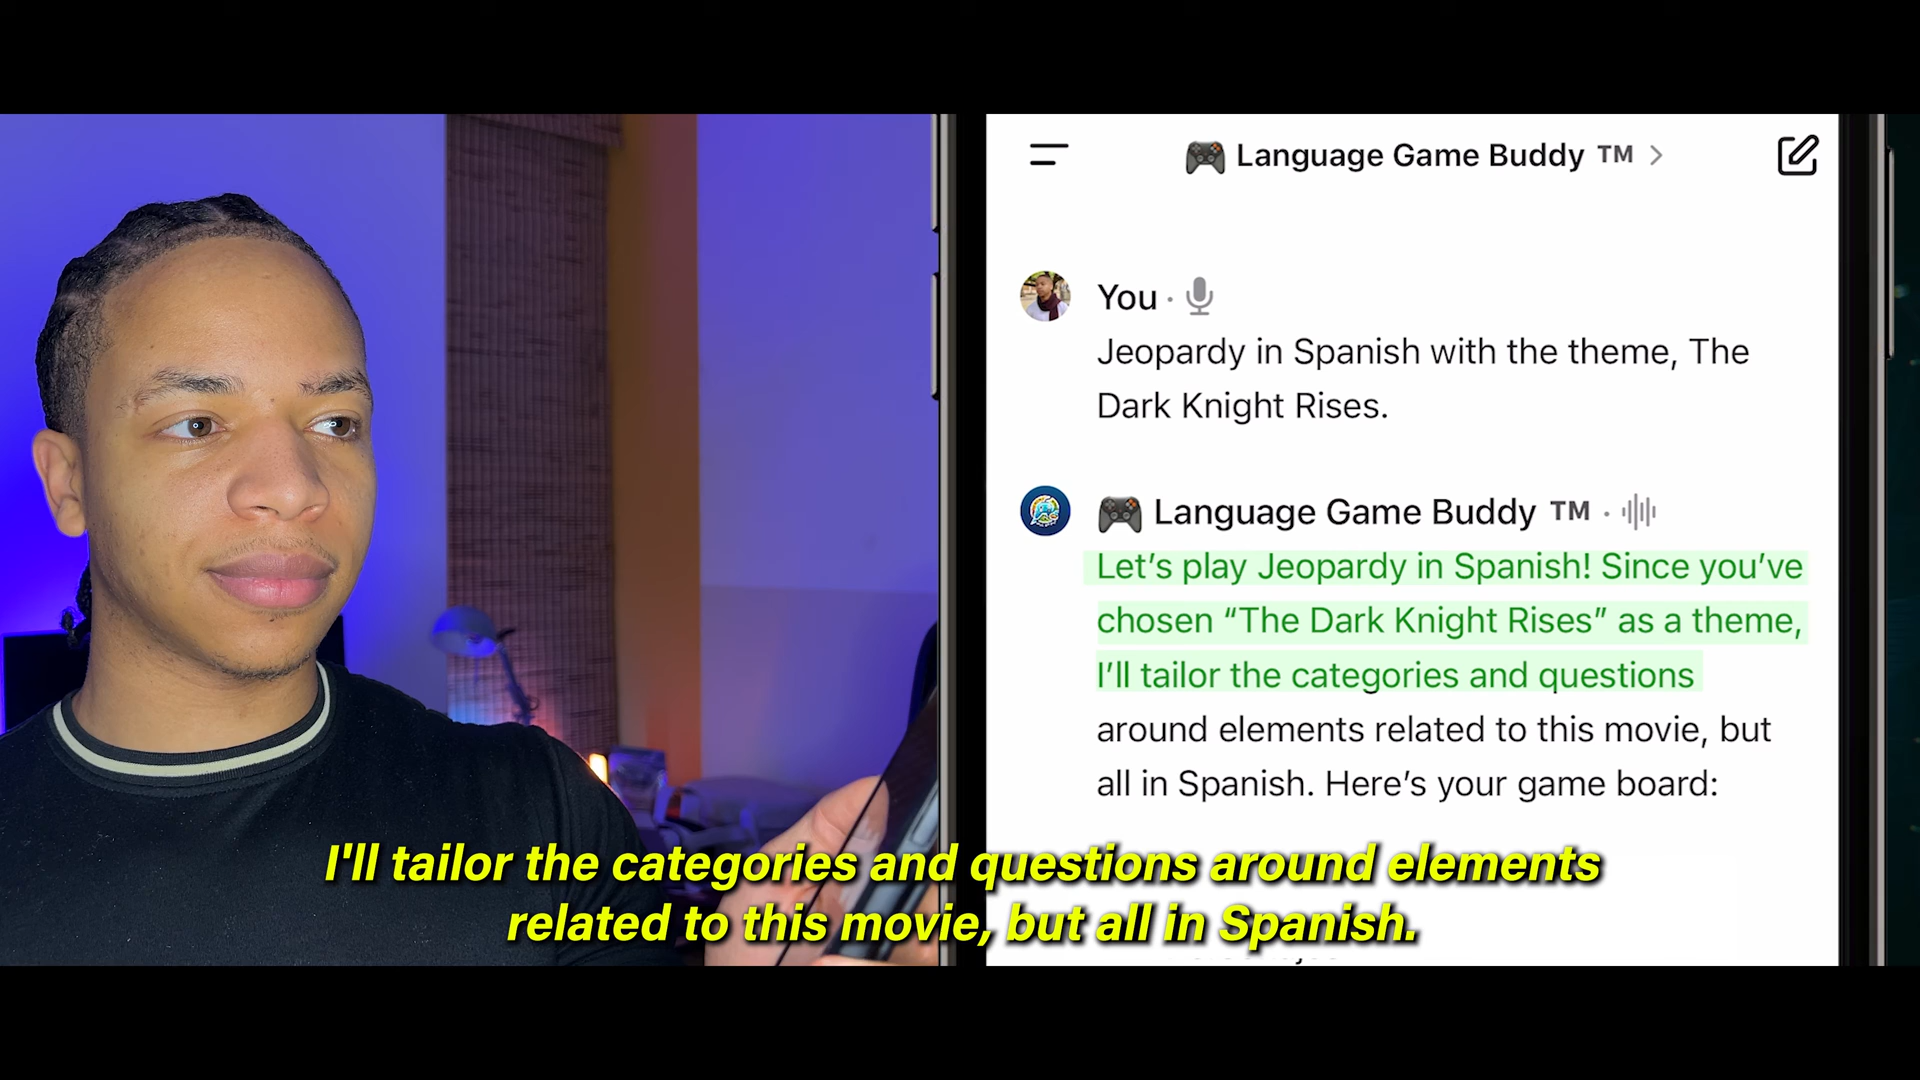 Language Game Buddy ™
You
Jeopardy in Spanish with the theme, The
Dark Knight Rises.
Language Game Buddy ™
Let’s play Jeopardy in Spanish! Since you’ve
chosen “The Dark Knight Rises” as a theme,
I’ll tailor the categories and questions
around elements related to this movie, but
all in Spanish. Here’s your game board:
I'll tailor the categories and questions around elements
related to this movie, but all in Spanish.